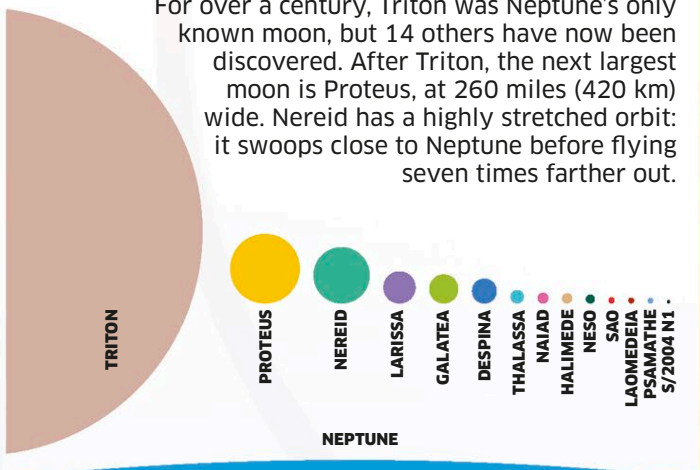 For over a century, Triton was Neptune's only
known moon, but 14 others have now been
discovered. After Triton, the next largest
moon is Proteus, at 260 miles (420 km)
wide. Nereid has a highly stretched orbit:
it swoops close to Neptune before flying
seven times farther out.
TRITON
PROTEUS
NEREID
LARISSA
GALATEA
DESPINA
THALASSA
NAIAD
HALIMEDE
NESO
SAO
LAOMEDEIA
PSAMATHE
S/2004 N1
NEPTUNE